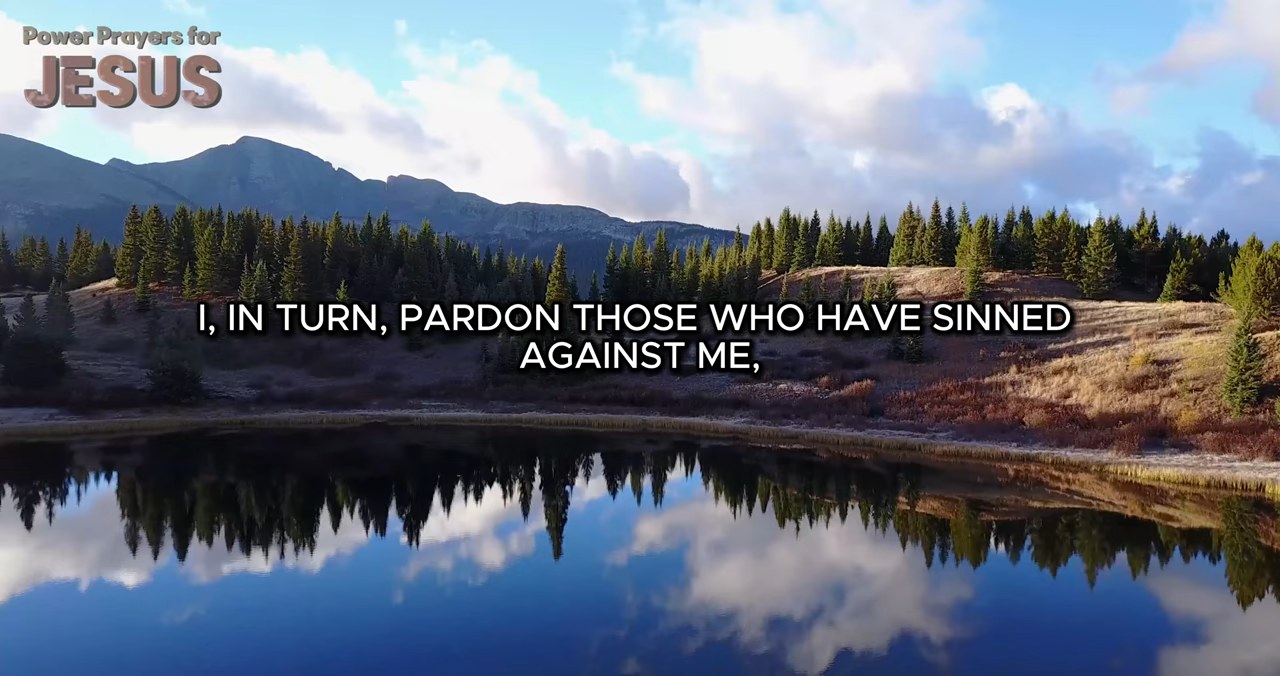 Power Prayers for
JESUS
I, IN TURN, PARDON THOSE WHO HAVE SINNED
AGAINST ME,